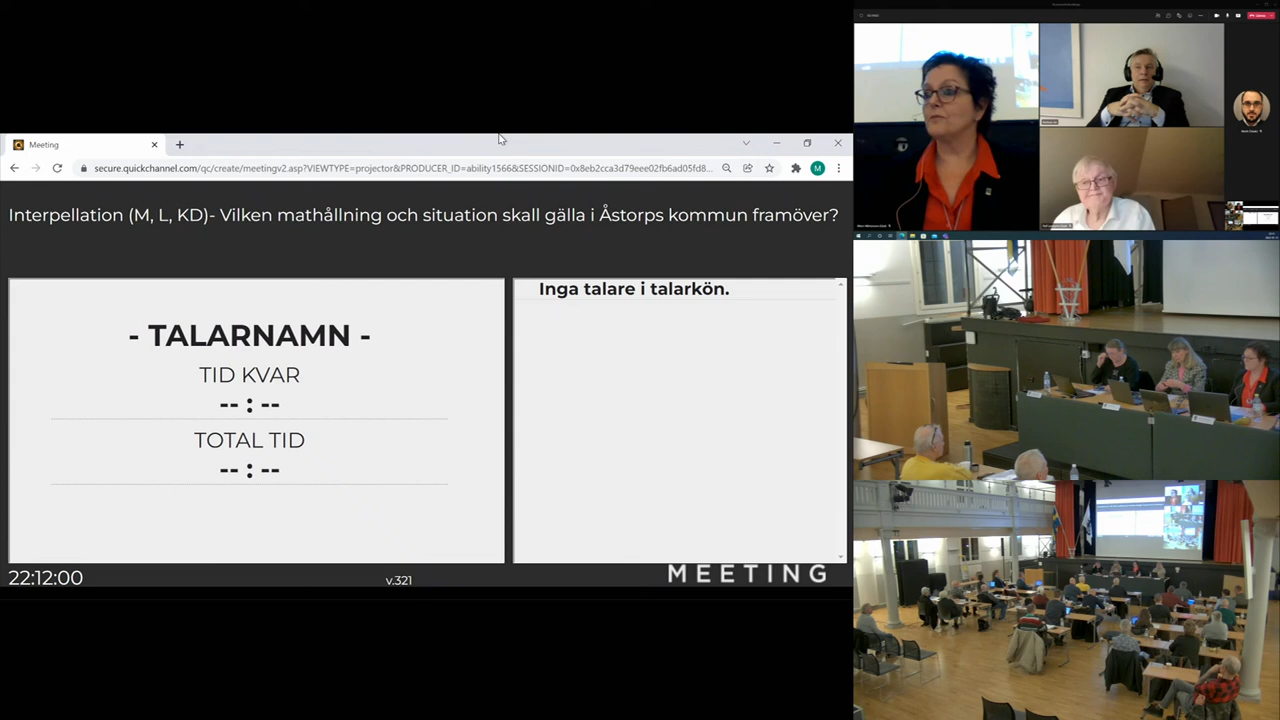 Meeting
secure.quickchannel.com/qc/create/meetingv2.asp?VIEWTYPE=projector&PRODUCER_ID=ability1566&SESSIONID=0x8eb2cca3d79eee02fb6ad05fd8...
M
Interpellation (M, L, KD)- Vilken mathållning och situation skall gälla i Åstorps kommun framöver?
- TALARNAMN -
TID KVAR
-- : --
TOTAL TID
-- : --
Inga talare i talarkön.
22:12:00
v.321
MEETING